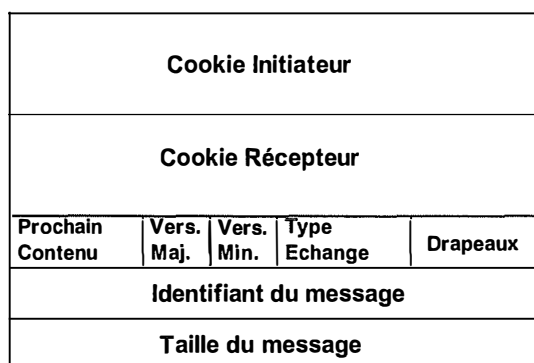 Cookie Initiateur
Cookie Récepteur
Prochain Contenu
Vers. Maj.
Vers. Min.
Type Echange
Drapeaux
Identifiant du message
Taille du message